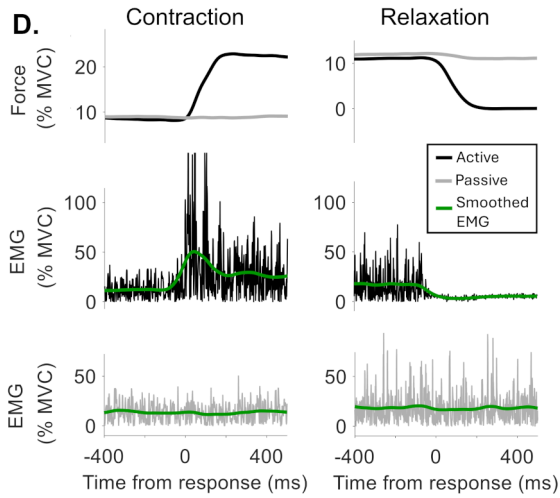 D.
Contraction
Relaxation
Force
(% MVC)
20
10
10
0
Active
Passive
Smoothed
EMG
EMG
(% MVC)
100
50
0
100
50
0
EMG
(% MVC)
50
0
50
0
-400
0
400
-400
0
400
Time from response (ms)
Time from response (ms)